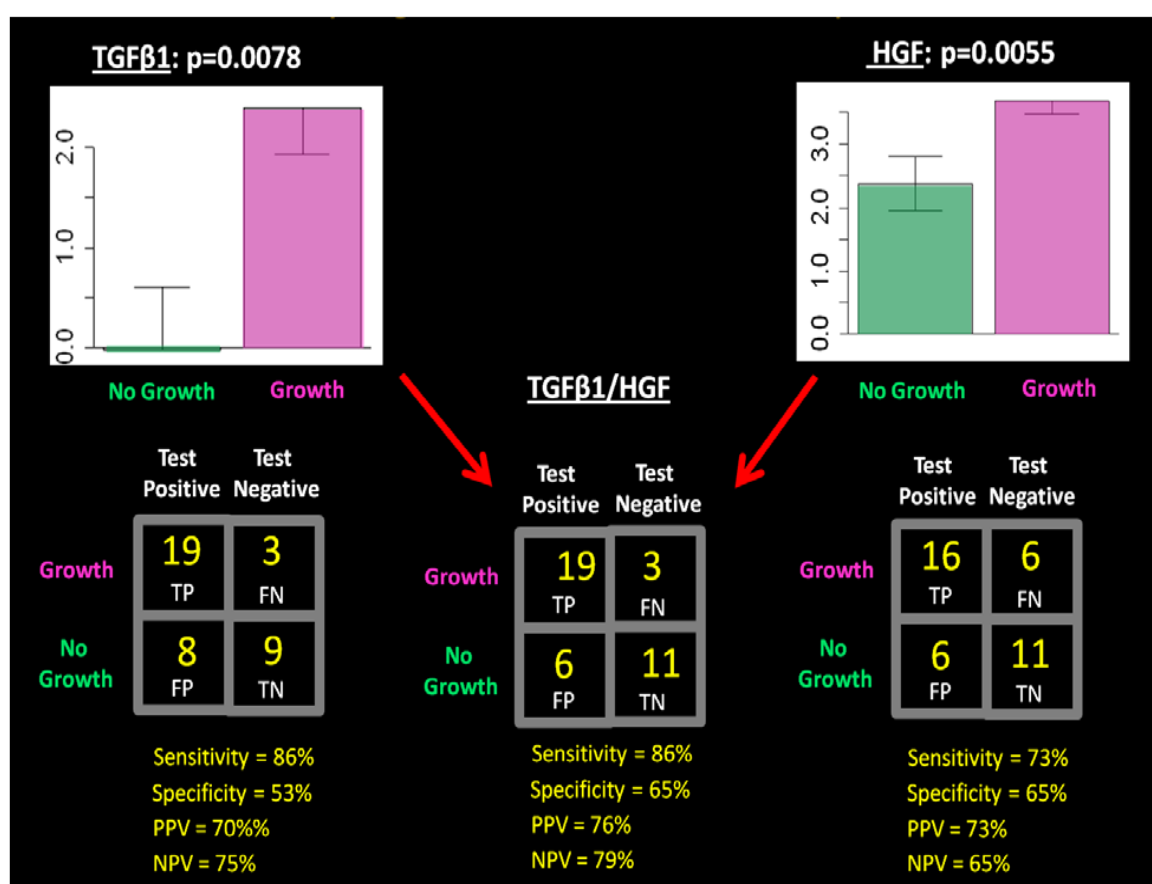 TGFβ1: p=0.0078
2.0
1.0
0.0
No Growth Growth
HGF: p=0.0055
3.0
2.0
1.0
0.0
No Growth Growth
TGFβ1/HGF
Test Test
Positive Negative
Growth 19 3
TP FN
No 8 9
Growth FP TN
Sensitivity = 86%
Specificity = 53%
PPV = 70%%
NPV = 75%
Test Test
Positive Negative
Growth 19 3
TP FN
No 6 11
Growth FP TN
Sensitivity = 86%
Specificity = 65%
PPV = 76%
NPV = 79%
Test Test
Positive Negative
Growth 16 6
TP FN
No 6 11
Growth FP TN
Sensitivity = 73%
Specificity = 65%
PPV = 73%
NPV = 65%